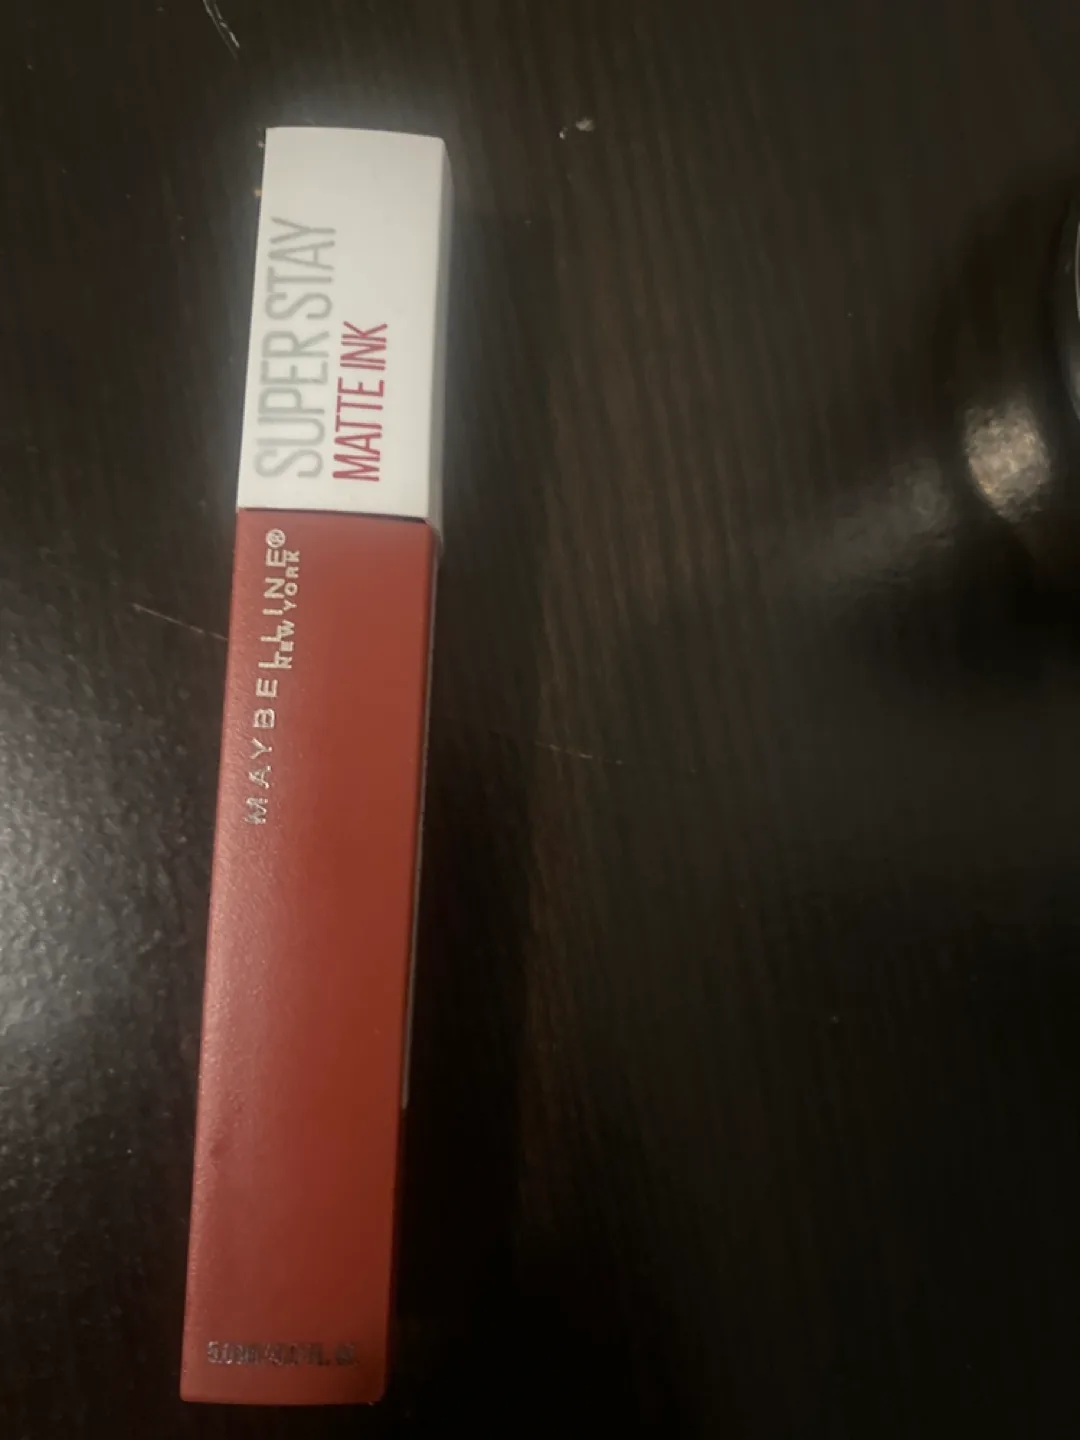 SUPER STAY
MATTE INK
MAYBELLINE®
NEW YORK